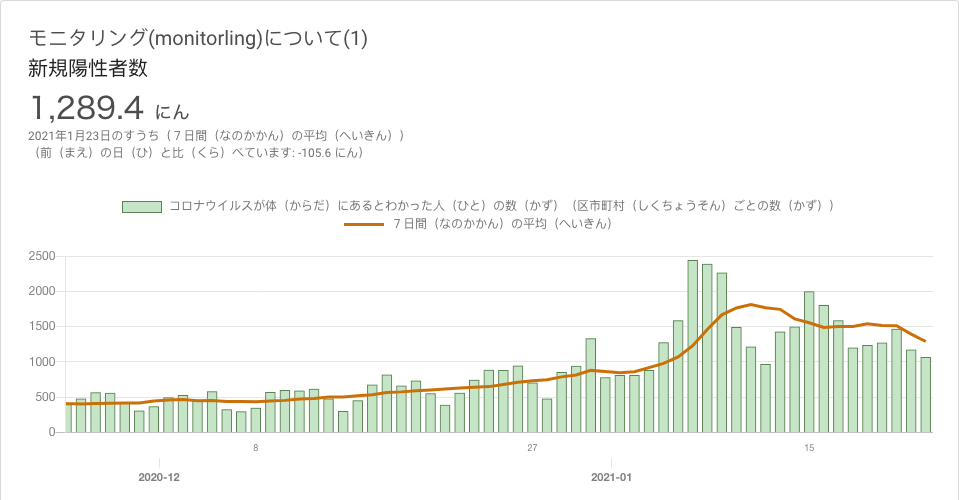 モニタリング(monitorling)について(1)
新規陽性者数
1,289.4 にん
2021年1月23日のすうち（７日間（なのかかん）の平均（へいきん））
（前（まえ）の日（ひ）と比（くら）べています: -105.6 にん）
コロナウイルスが体（からだ）にあるとわかった人（ひと）の数（かず）（区市町村（しくちょうそん）ごとの数（かず））
７日間（なのかかん）の平均（へいきん）
2500
2000
1500
1000
500
0
8 27 15
2020-12 2021-01